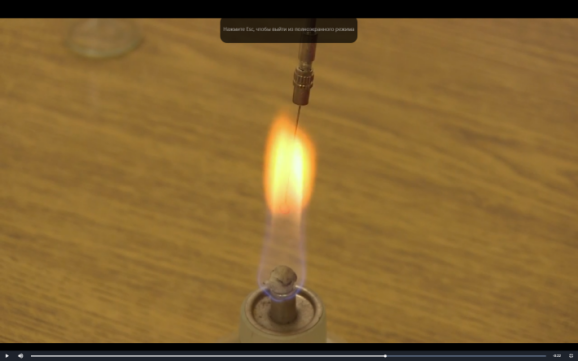 Нажмите Esc, чтобы выйти из полноэкранного режима